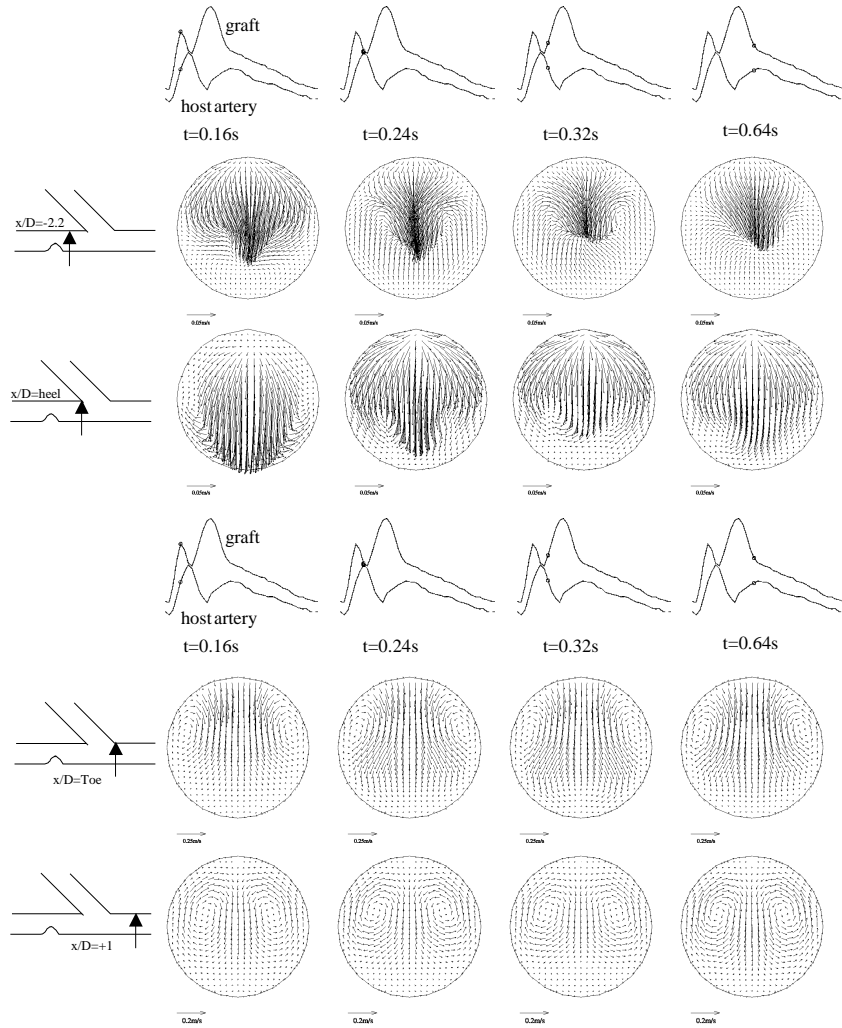 graft
host artery
t=0.16s t=0.24s t=0.32s t=0.64s
x/D=-2.2
0.05m/s 0.05m/s 0.05m/s 0.05m/s
x/D=heel
0.05m/s 0.05m/s 0.05m/s 0.05m/s
graft
host artery
t=0.16s t=0.24s t=0.32s t=0.64s
x/D=Toe
0.25m/s 0.25m/s 0.25m/s 0.25m/s
x/D=+1
0.2m/s 0.2m/s 0.2m/s 0.2m/s